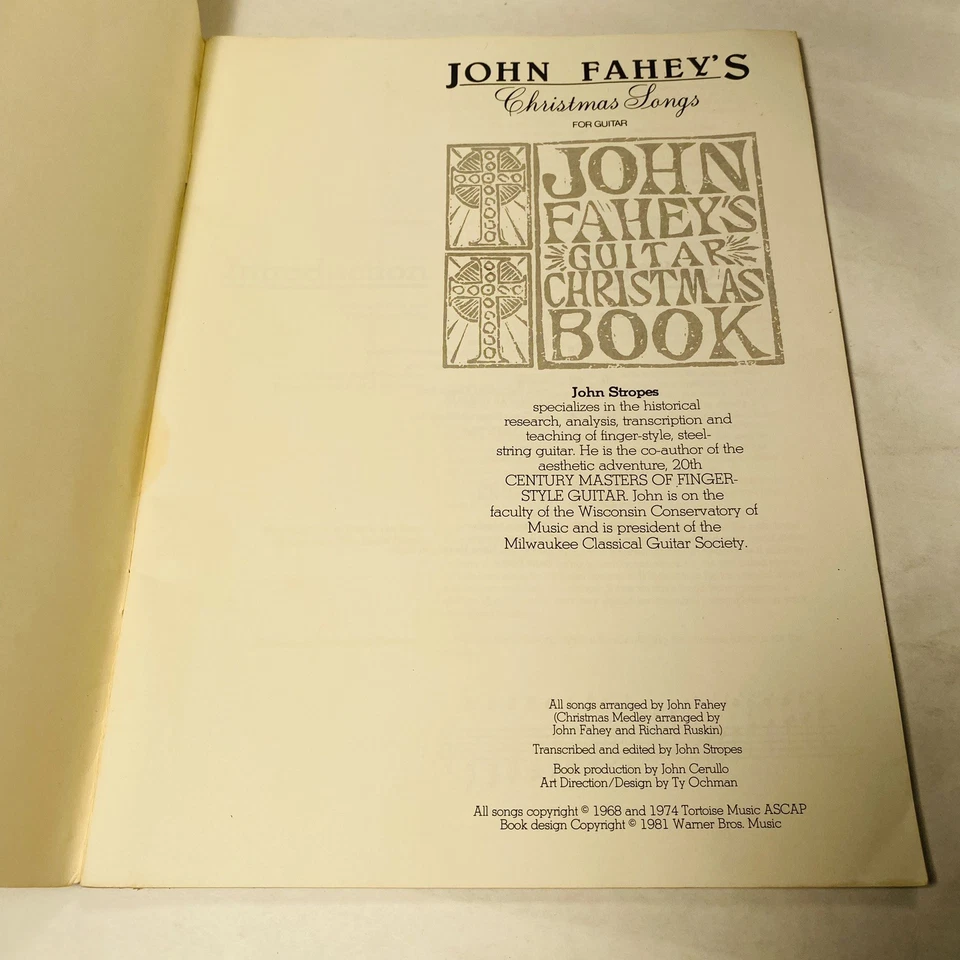 JOHN FAHEY'S
Christmas Songs
FOR GUITAR
JOHN
FAHEY'S
GUITAR
CHRISTMAS
BOOK
John Stropes
specializes in the historical
research, analysis, transcription and
teaching of finger-style, steel-
string guitar. He is the co-author of the
aesthetic adventure, 20th
CENTURY MASTERS OF FINGER-
STYLE GUITAR. John is on the
faculty of the Wisconsin Conservatory of
Music and is president of the
Milwaukee Classical Guitar Society.
All songs arranged by John Fahey
(Christmas Medley arranged by
John Fahey and Richard Ruskin)
Transcribed and edited by John Stropes
Book production by John Cerullo
Art Direction/Design by Ty Ochman
All songs copyright © 1968 and 1974 Tortoise Music ASCAP
Book design Copyright © 1981 Warner Bros. Music